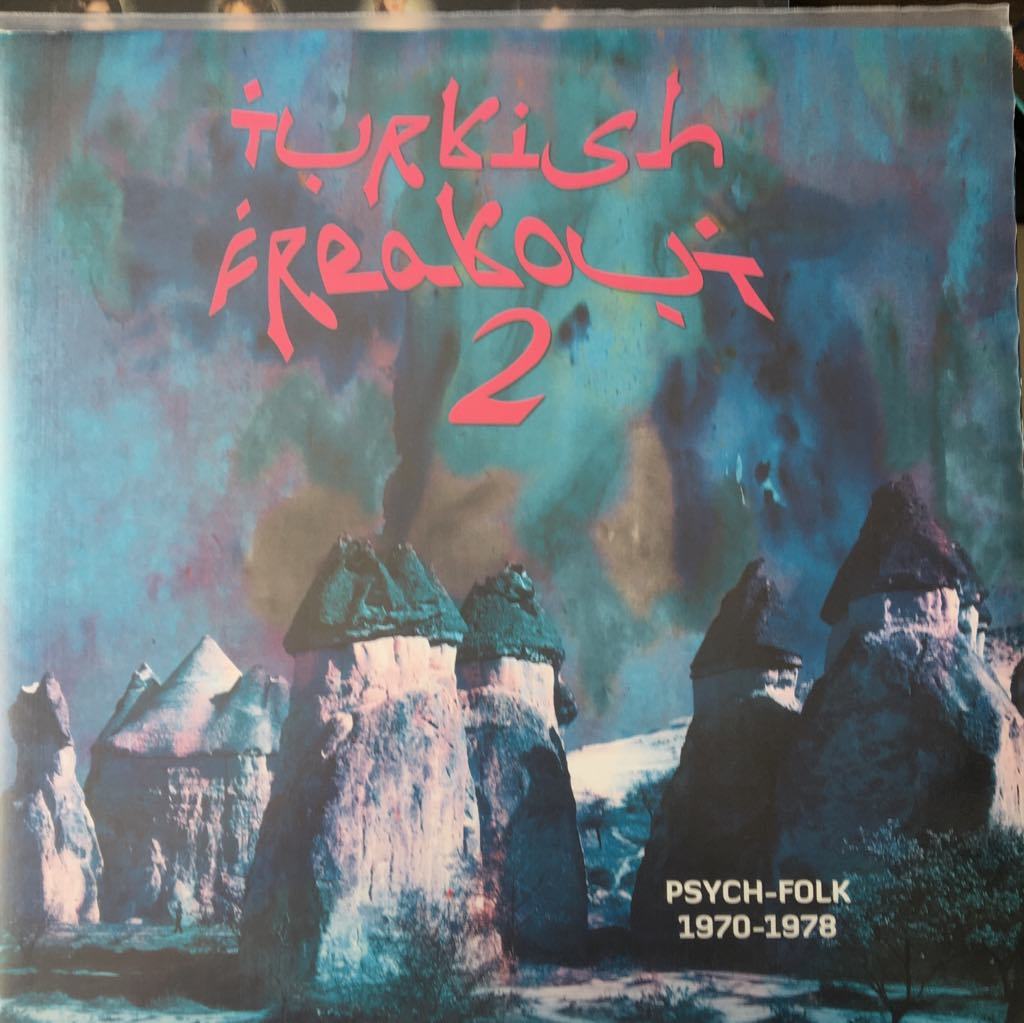 Turkish
Freakout
2
PSYCH-FOLK
1970-1978